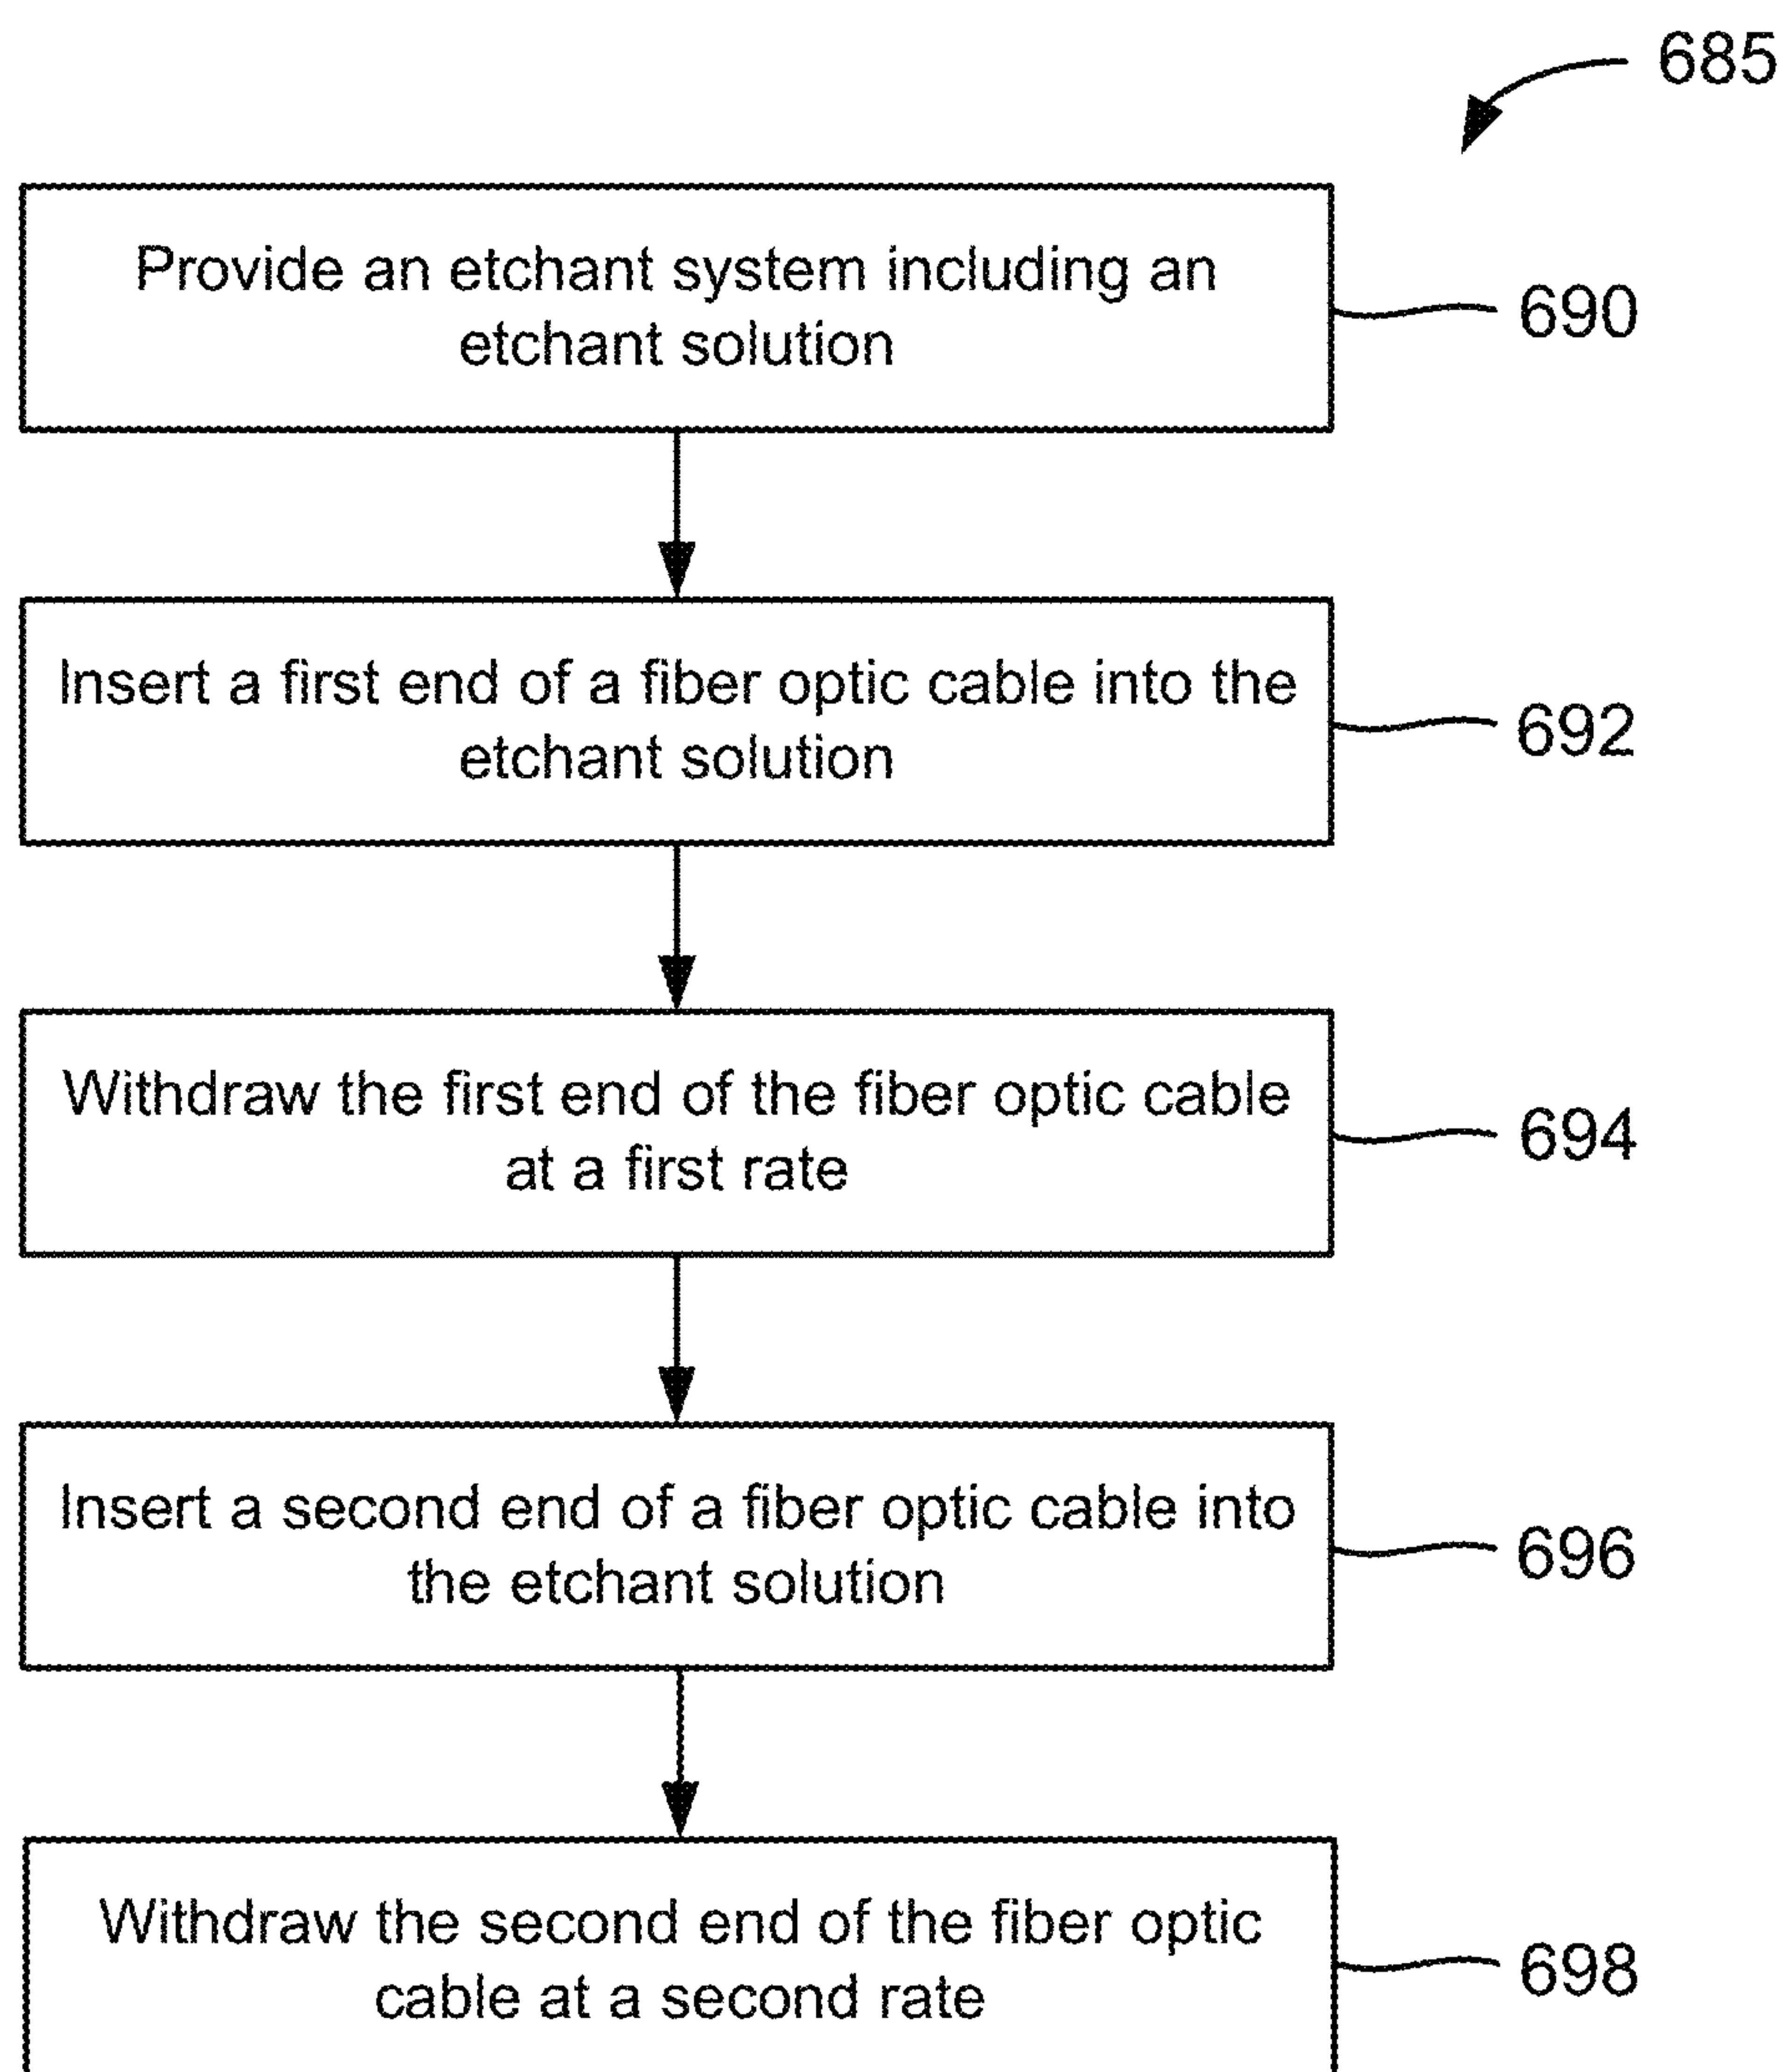 685
Provide an etchant system including an
etchant solution
690
Insert a first end of a fiber optic cable into the
etchant solution
692
Withdraw the first end of the fiber optic cable
at a first rate
694
Insert a second end of a fiber optic cable into
the etchant solution
696
Withdraw the second end of the fiber optic
cable at a second rate
698